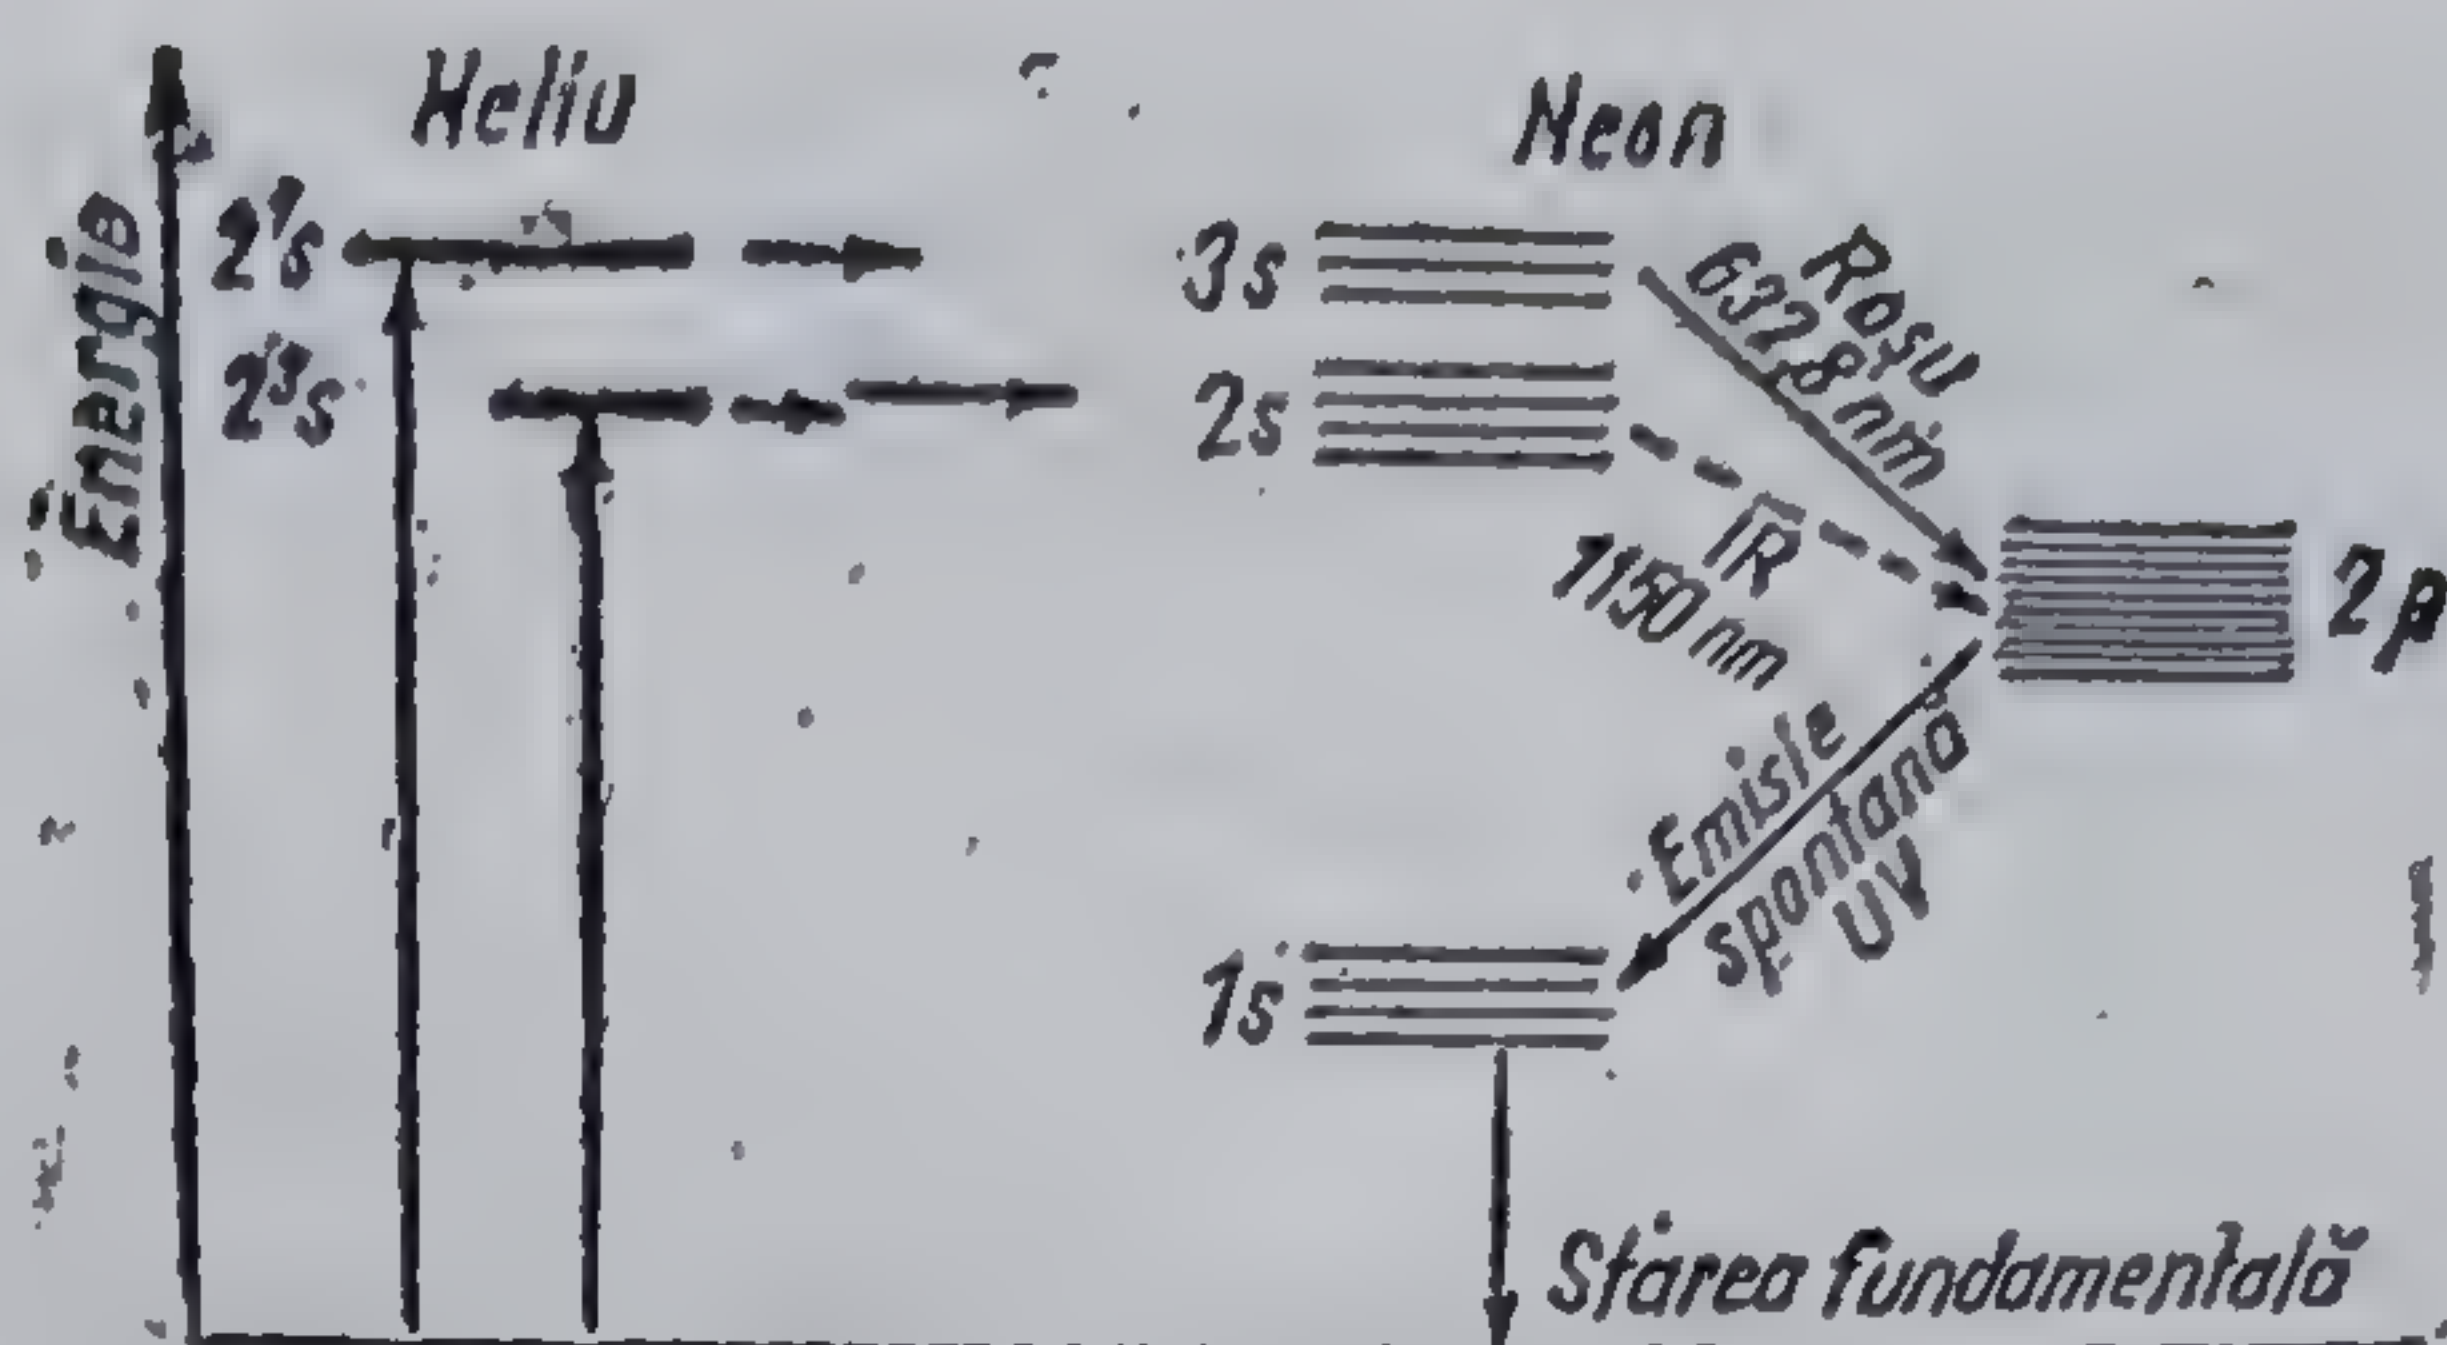 Heliu
Neon
Energie
2¹s
2³s
3s
2s
Roșu
632,8 nm
IR
1150 nm
2p
Emisie
spontană
UV
1s
Starea fundamentală